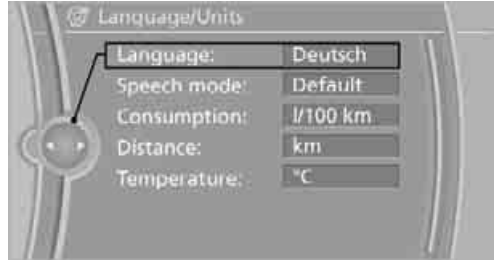 Language/Units
Language: Deutsch
Speech mode: Default
Consumption: l/100 km
Distance: km
Temperature: °C